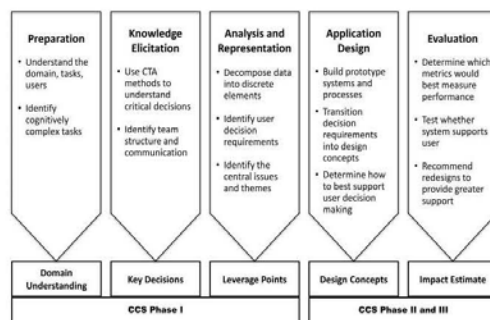 Preparation
• Understand the
domain, tasks,
users
• Identify
cognitively
complex tasks
Domain
Understanding
Knowledge
Elicitation
• Use CTA
methods to
understand
critical decisions
• Identify team
structure and
communication
Key Decisions
Analysis and
Representation
• Decompose data
into discrete
elements
• Identify user
decision
requirements
• Identify the
central issues
and themes
Leverage Points
Application
Design
• Build prototype
systems and
processes
• Transition
decision
requirements
into design
concepts
• Determine how
to best support
user decision
making
Design Concepts
Evaluation
• Determine which
metrics would
best measure
performance
• Test whether
system supports
user
• Recommend
redesigns to
provide greater
support
Impact Estimate
CCS Phase I
CCS Phase II and III